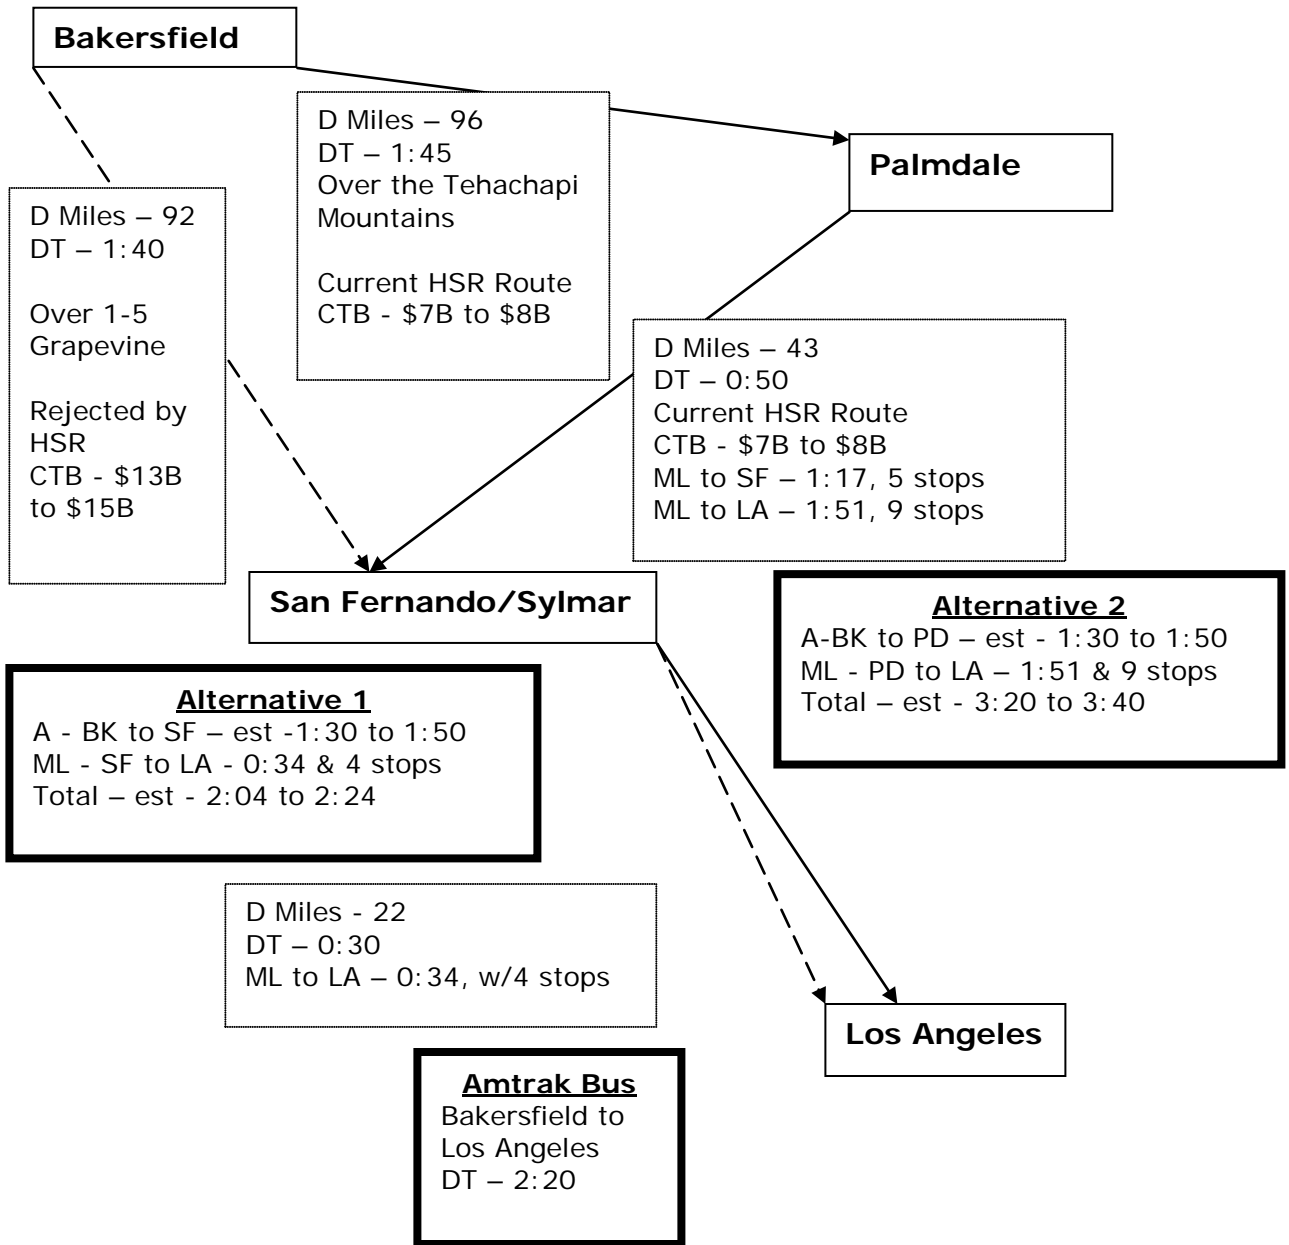 Bakersfield
D Miles – 96
DT – 1:45
Over the Tehachapi
Mountains
Current HSR Route
CTB - $7B to $8B
Palmdale
D Miles – 92
DT – 1:40
Over 1-5
Grapevine
Rejected by
HSR
CTB - $13B
to $15B
D Miles – 43
DT – 0:50
Current HSR Route
CTB - $7B to $8B
ML to SF – 1:17, 5 stops
ML to LA – 1:51, 9 stops
San Fernando/Sylmar
Alternative 2
A-BK to PD – est - 1:30 to 1:50
ML - PD to LA – 1:51 & 9 stops
Total – est - 3:20 to 3:40
Alternative 1
A - BK to SF – est -1:30 to 1:50
ML - SF to LA - 0:34 & 4 stops
Total – est - 2:04 to 2:24
D Miles - 22
DT – 0:30
ML to LA – 0:34, w/4 stops
Los Angeles
Amtrak Bus
Bakersfield to
Los Angeles
DT – 2:20